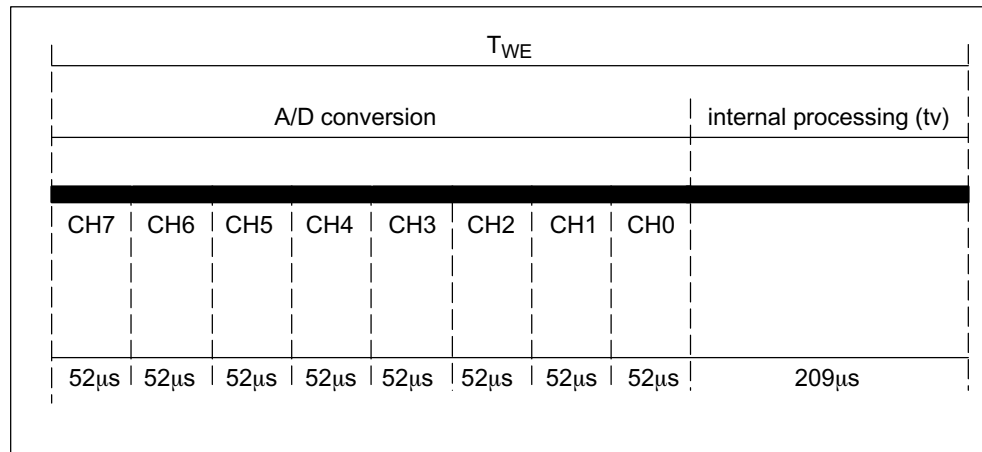 TWE
A/D conversion internal processing (tv)
CH7 CH6 CH5 CH4 CH3 CH2 CH1 CH0
52μs 52μs 52μs 52μs 52μs 52μs 52μs 52μs 209μs